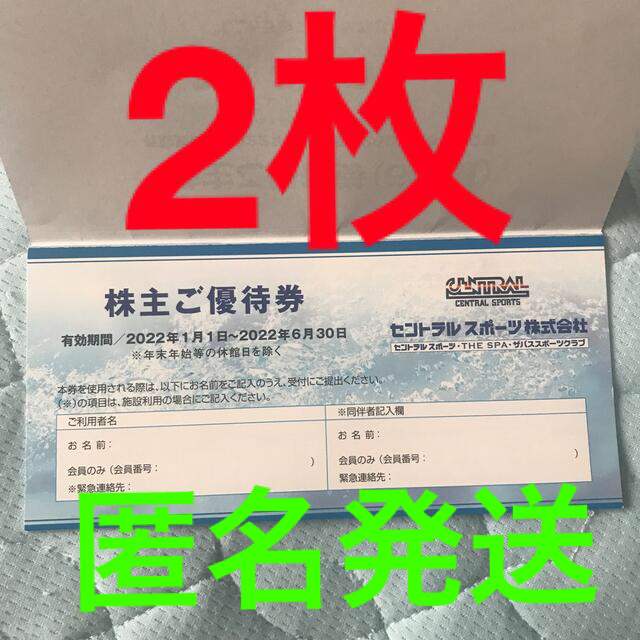 2枚
株主ご優待券
CENTRAL
CENTRAL SPORTS
有効期間／2022年1月1日~2022年6月30日
※年末年始等の休館日を除く
セントラルスポーツ株式会社
セントラルスポーツ・THE SPA・ザバススポーツクラブ
本券を使用される際は、以下にお名前をご記入のうえ、受付にご提出ください。
(※)の項目は、施設利用の場合にご記入ください。
ご利用者名
お名前：
会員のみ(会員番号： )
※緊急連絡先：
※同伴者記入欄
お名前：
会員のみ(会員番号： )
※緊急連絡先：
匿名発送